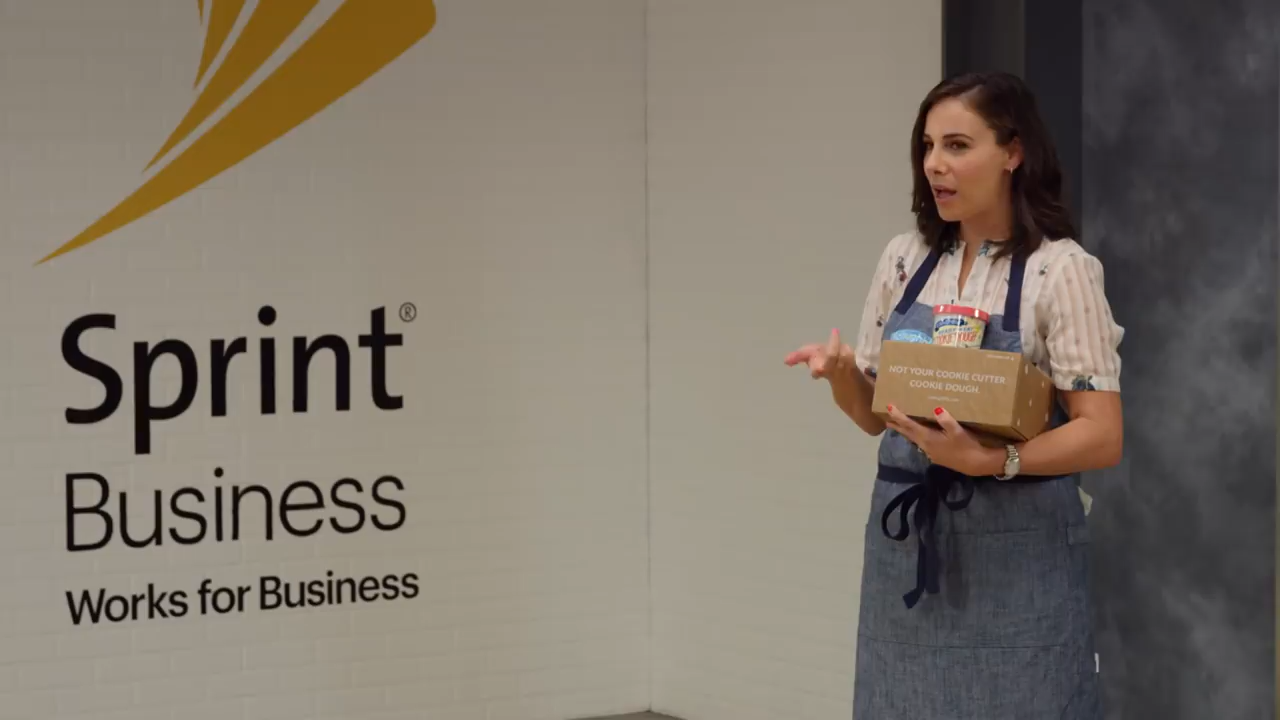 Sprint®
Business
Works for Business
NOT YOUR COOKIE CUTTER
COOKIE DOUGH.